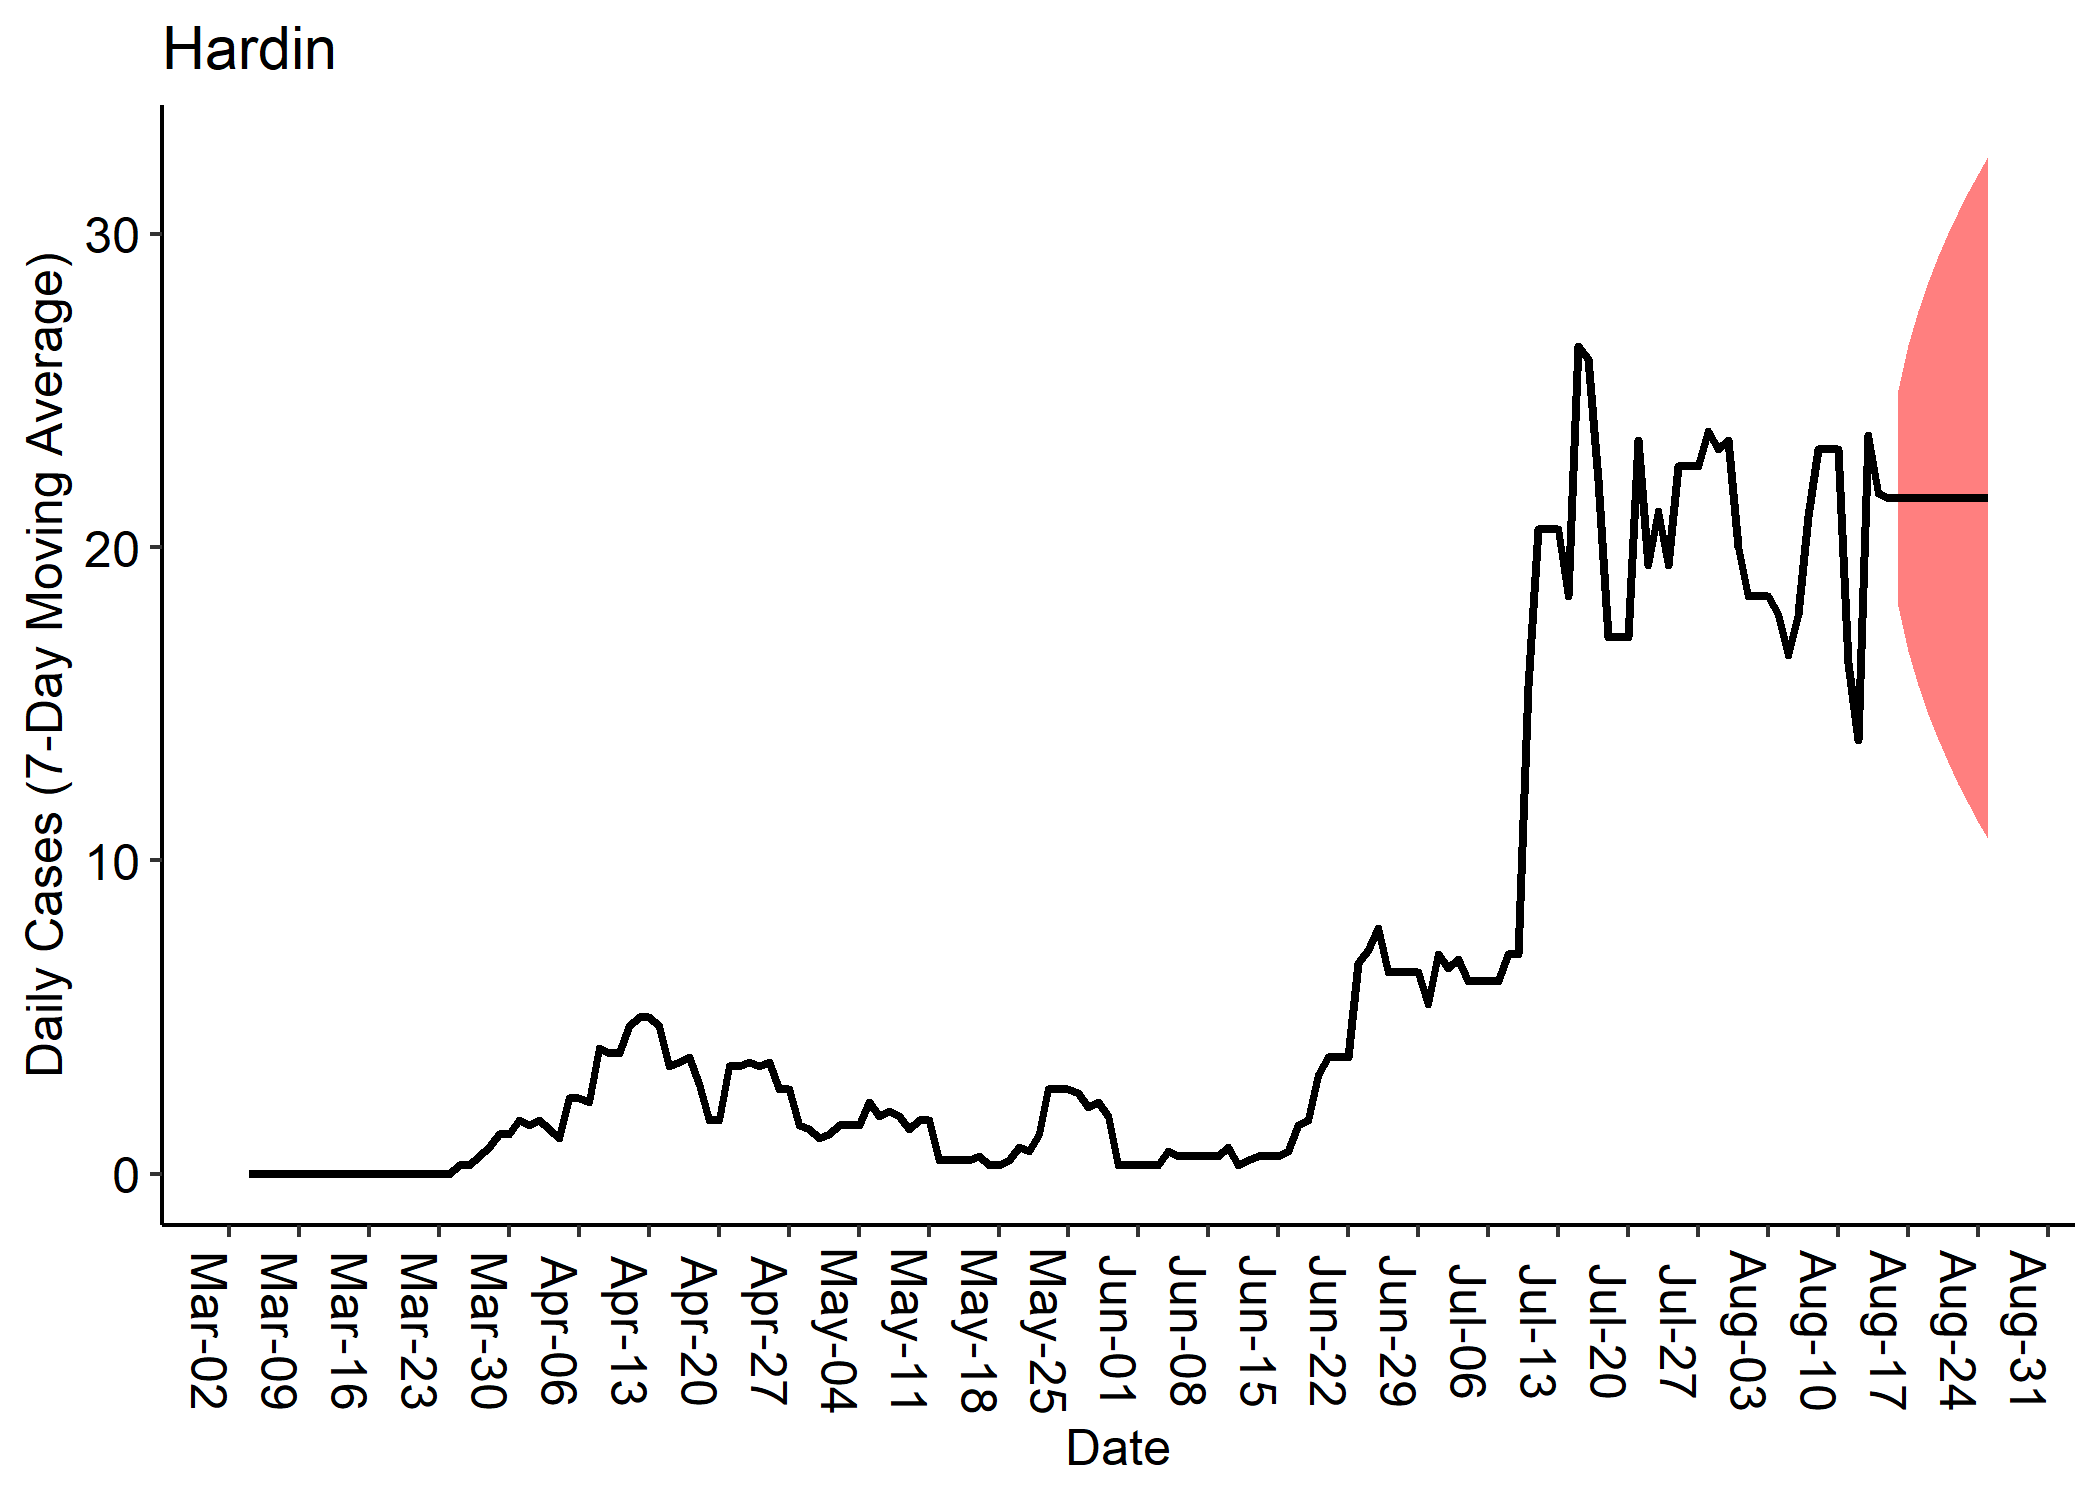 Hardin
Daily Cases (7-Day Moving Average)
30
20
10
0
Mar-02
Mar-09
Mar-16
Mar-23
Mar-30
Apr-06
Apr-13
Apr-20
Apr-27
May-04
May-11
May-18
May-25
Jun-01
Jun-08
Jun-15
Jun-22
Jun-29
Jul-06
Jul-13
Jul-20
Jul-27
Aug-03
Aug-10
Aug-17
Aug-24
Aug-31
Date